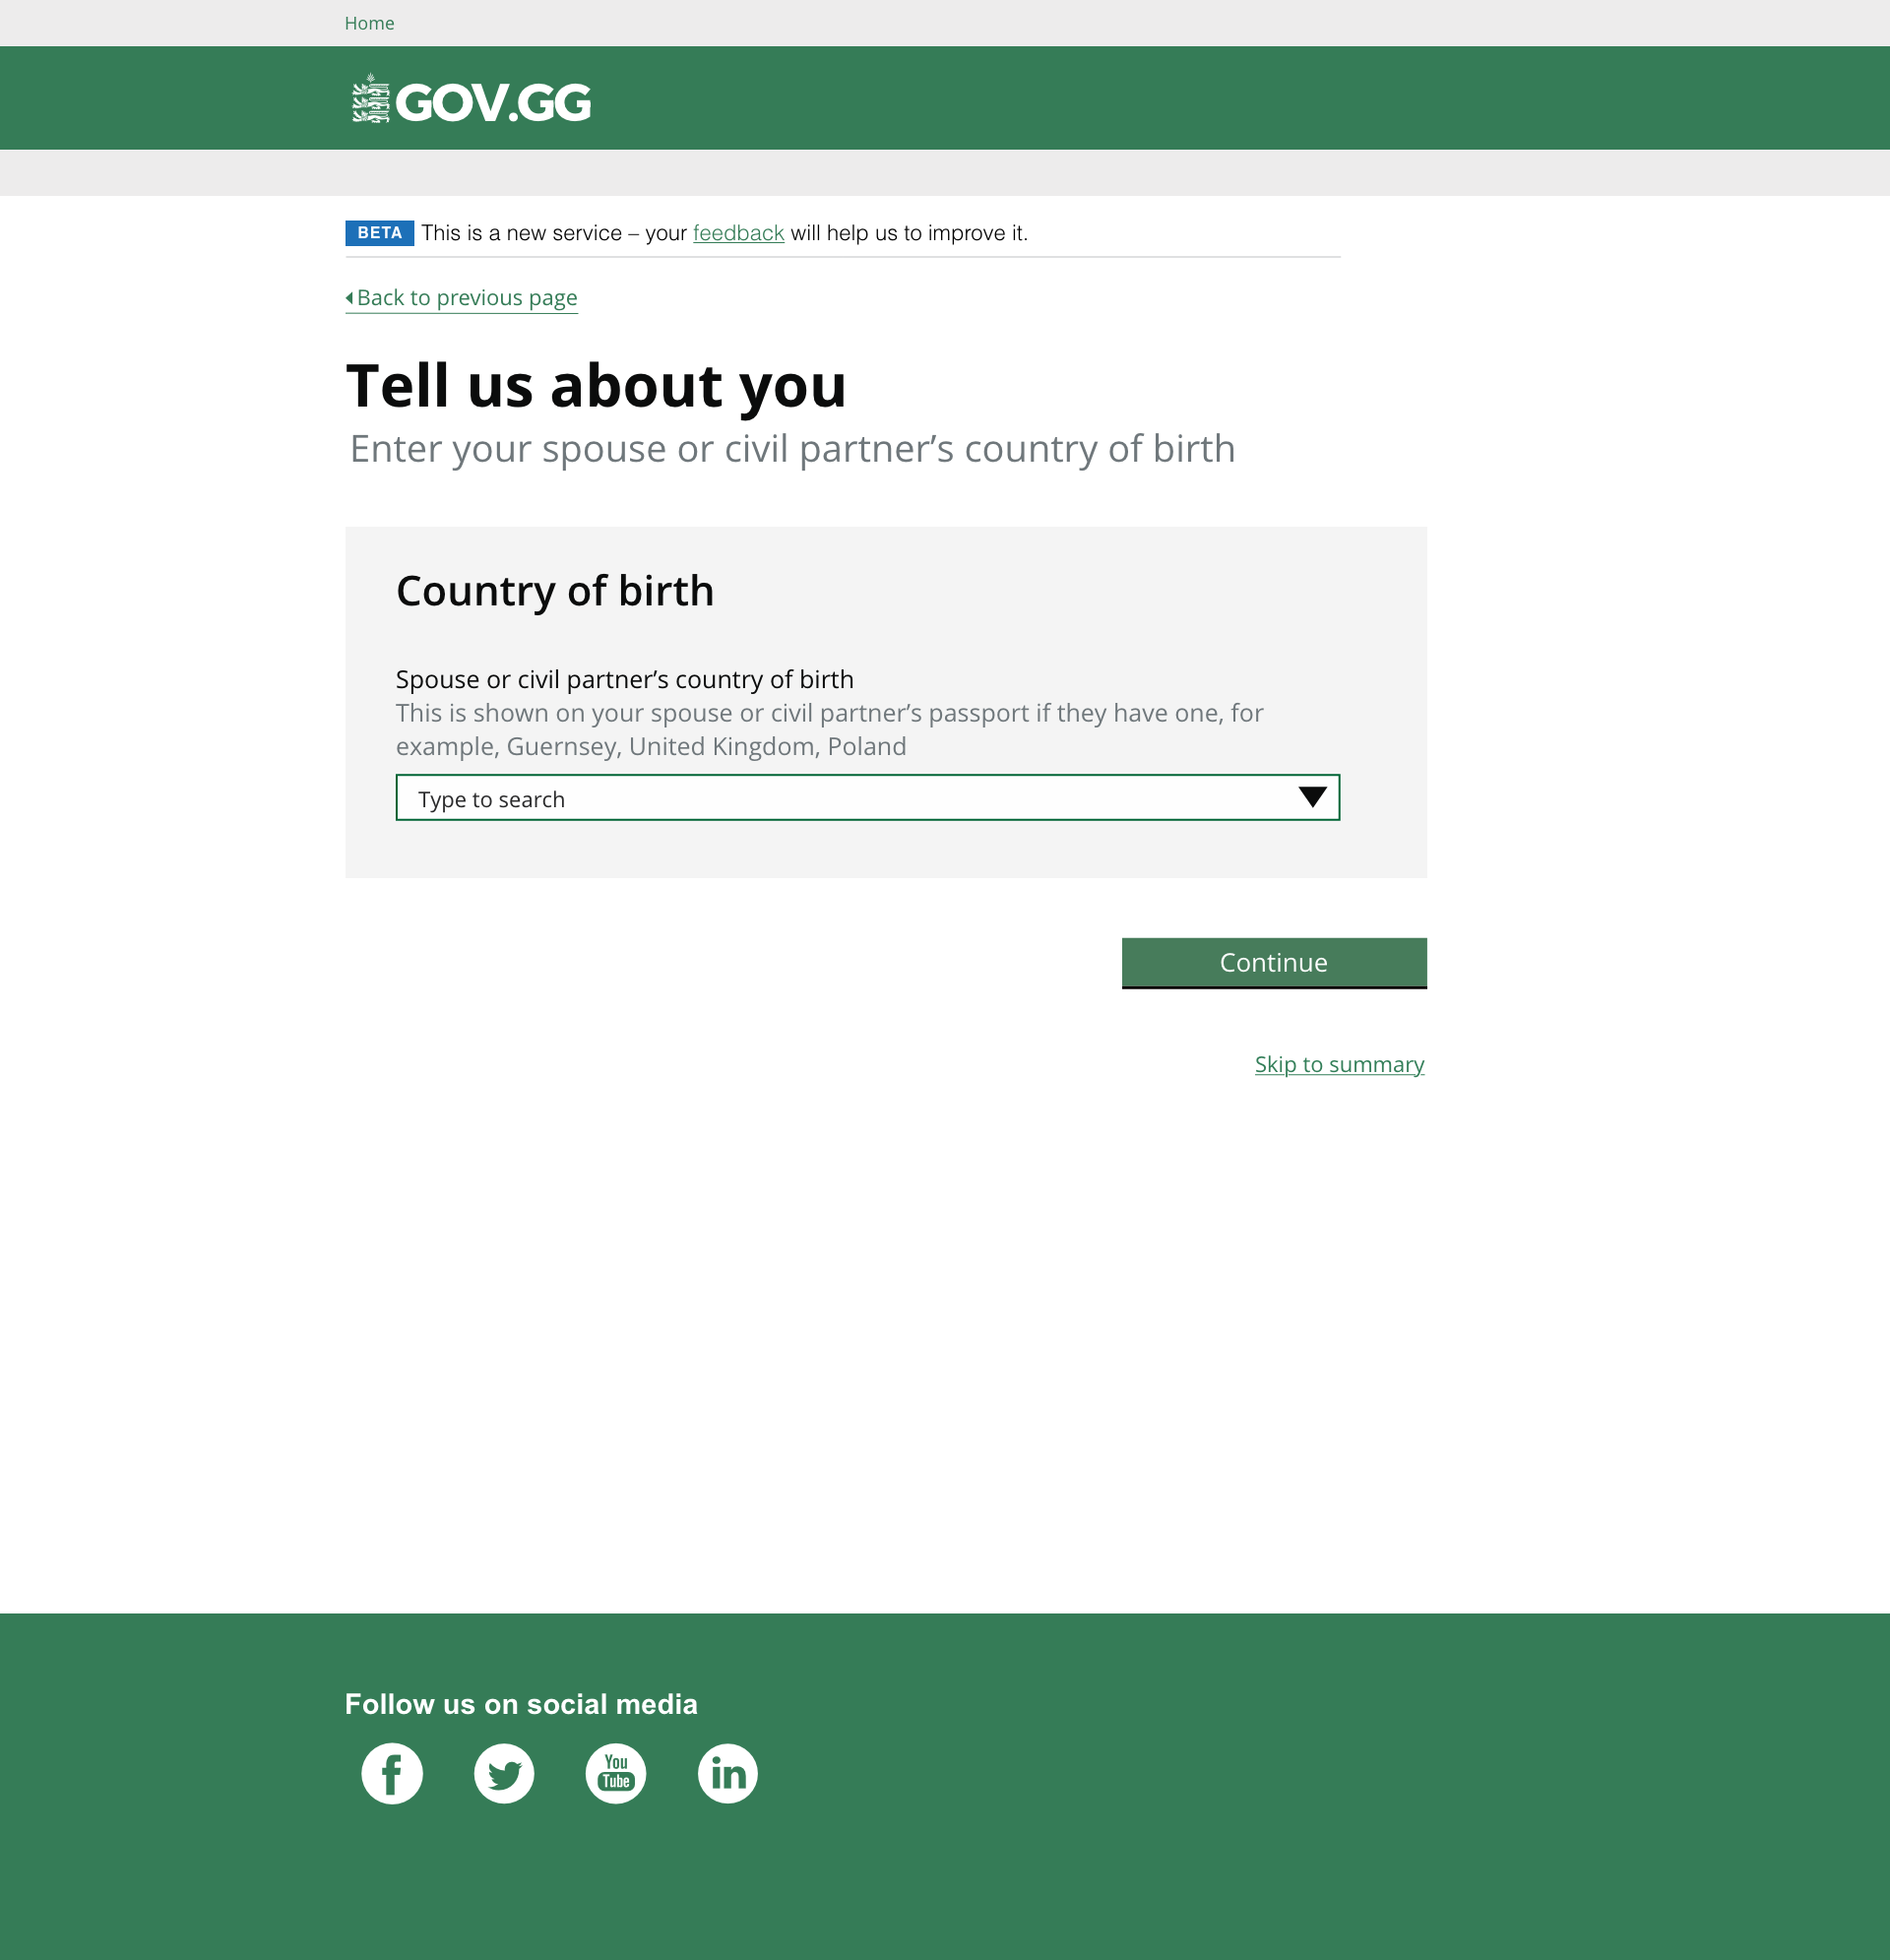 Home
GOV.GG
BETA This is a new service – your feedback will help us to improve it.
Back to previous page
Tell us about you
Enter your spouse or civil partner’s country of birth
Country of birth
Spouse or civil partner’s country of birth
This is shown on your spouse or civil partner’s passport if they have one, for
example, Guernsey, United Kingdom, Poland
Type to search
Continue
Skip to summary
Follow us on social media
You
Tube
in